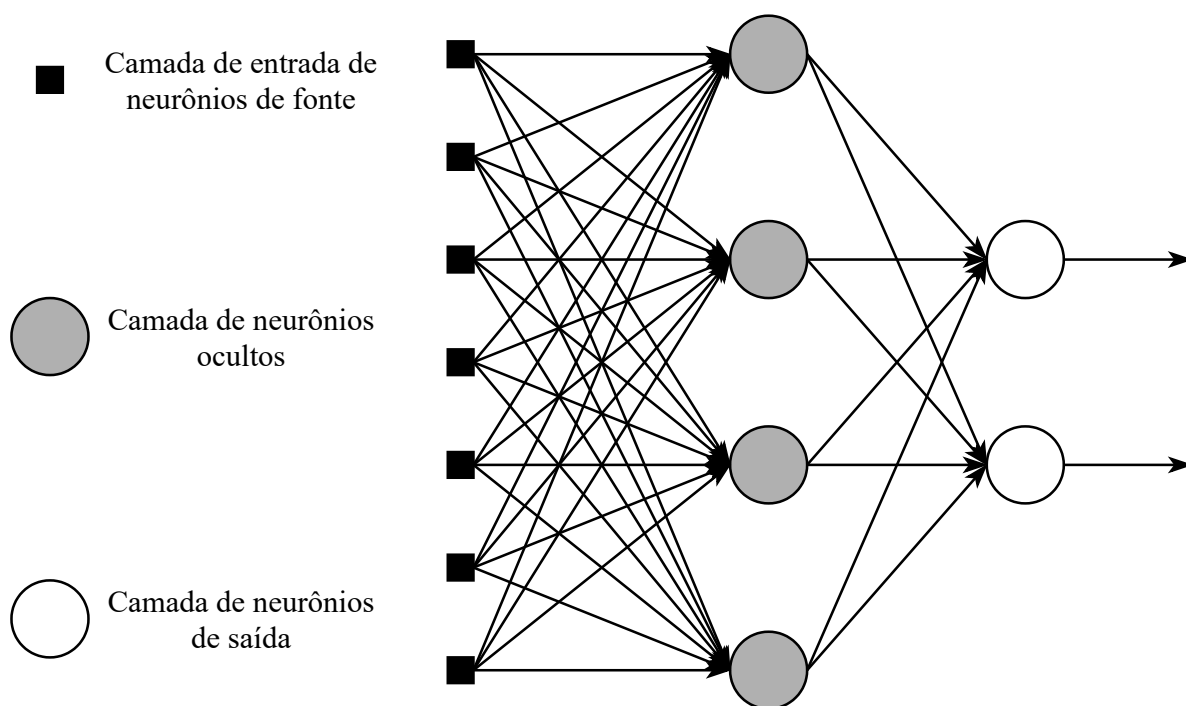 Camada de entrada de
neurônios de fonte
Camada de neurônios
ocultos
Camada de neurônios
de saída